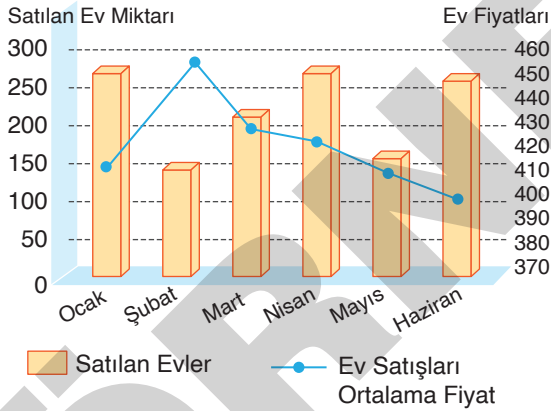 Satılan Ev Miktarı
Ev Fiyatları
300
250
200
150
100
50
0
460
450
440
430
420
410
400
390
380
370
Ocak
Şubat
Mart
Nisan
Mayıs
Haziran
Satılan Evler
Ev Satışları
Ortalama Fiyat